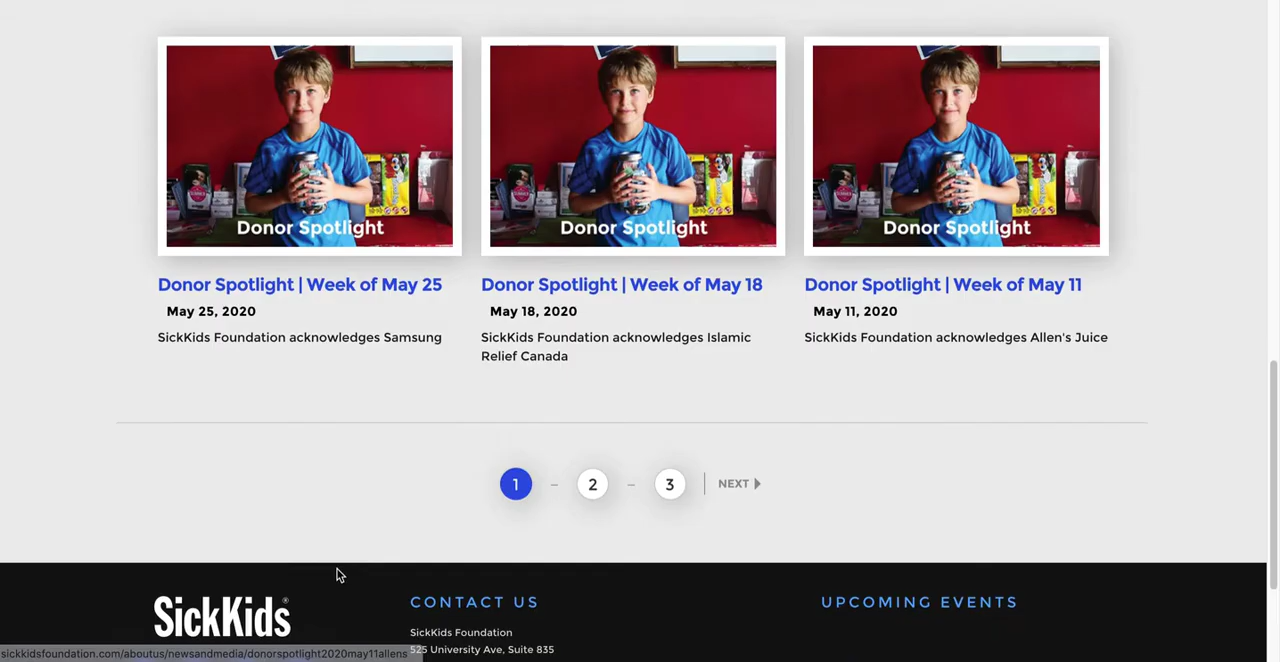 Donor Spotlight
Donor Spotlight
Donor Spotlight
Donor Spotlight | Week of May 25
May 25, 2020
SickKids Foundation acknowledges Samsung
Donor Spotlight | Week of May 18
May 18, 2020
SickKids Foundation acknowledges Islamic
Relief Canada
Donor Spotlight | Week of May 11
May 11, 2020
SickKids Foundation acknowledges Allen's Juice
1 – 2 – 3 | NEXT
SickKids®
CONTACT US
SickKids Foundation
525 University Ave, Suite 835
UPCOMING EVENTS
sickkidsfoundation.com/aboutus/newsandmedia/donorspotlight2020may11allens